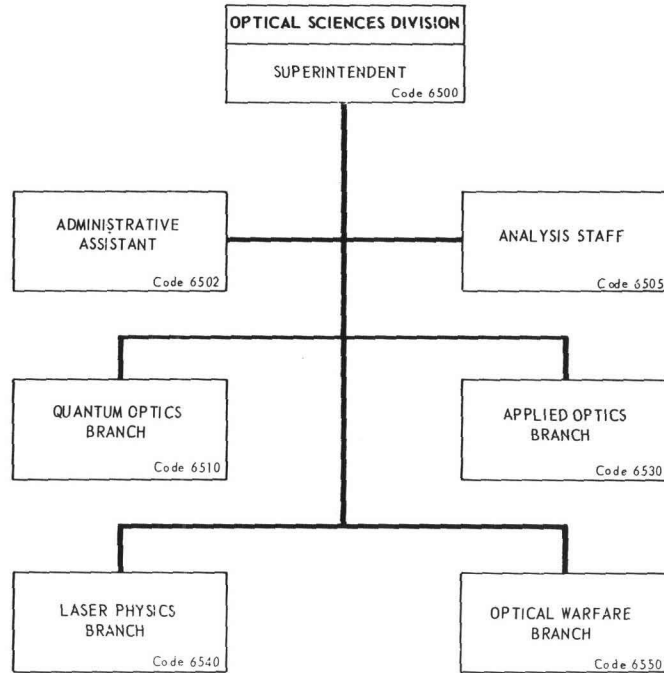 OPTICAL SCIENCES DIVISION
SUPERINTENDENT
Code 6500
ADMINISTRATIVE
ASSISTANT
Code 6502
ANALYSIS STAFF
Code 6505
QUANTUM OPTICS
BRANCH
Code 6510
APPLIED OPTICS
BRANCH
Code 6530
LASER PHYSICS
BRANCH
Code 6540
OPTICAL WARFARE
BRANCH
Code 6550